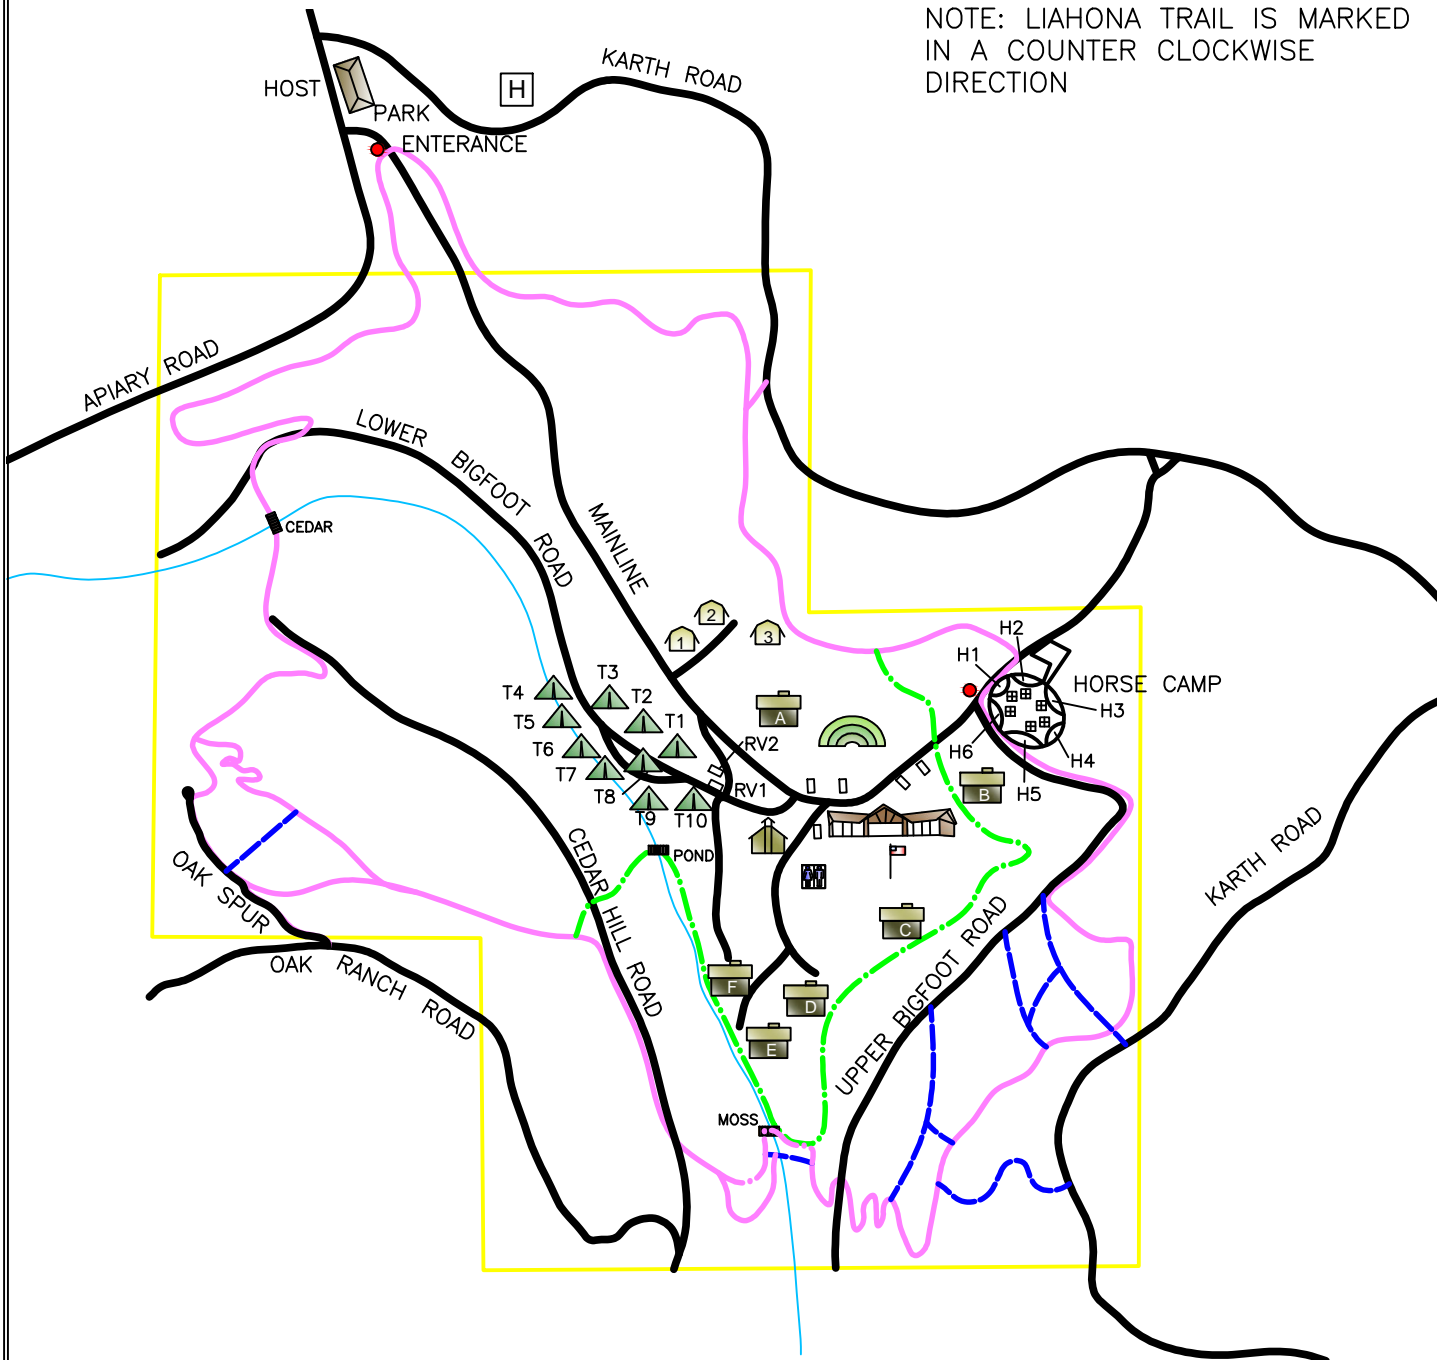 NOTE: LIAHONA TRAIL IS MARKED
IN A COUNTER CLOCKWISE
DIRECTION
KARTH ROAD
HOST
H
PARK
ENTERANCE
APIARY ROAD
LOWER BIGFOOT ROAD
MAINLINE
CEDAR
2
1
3
H2
H1
HORSE CAMP
H3
H6
H4
H5
T3
T4
T2
T5
T1
T6
T7
T8
T9
T10
RV2
RV1
A
B
POND
OAK SPUR
CEDAR HILL ROAD
KARTH ROAD
C
OAK RANCH ROAD
F
D
E
UPPER BIGFOOT ROAD
MOSS